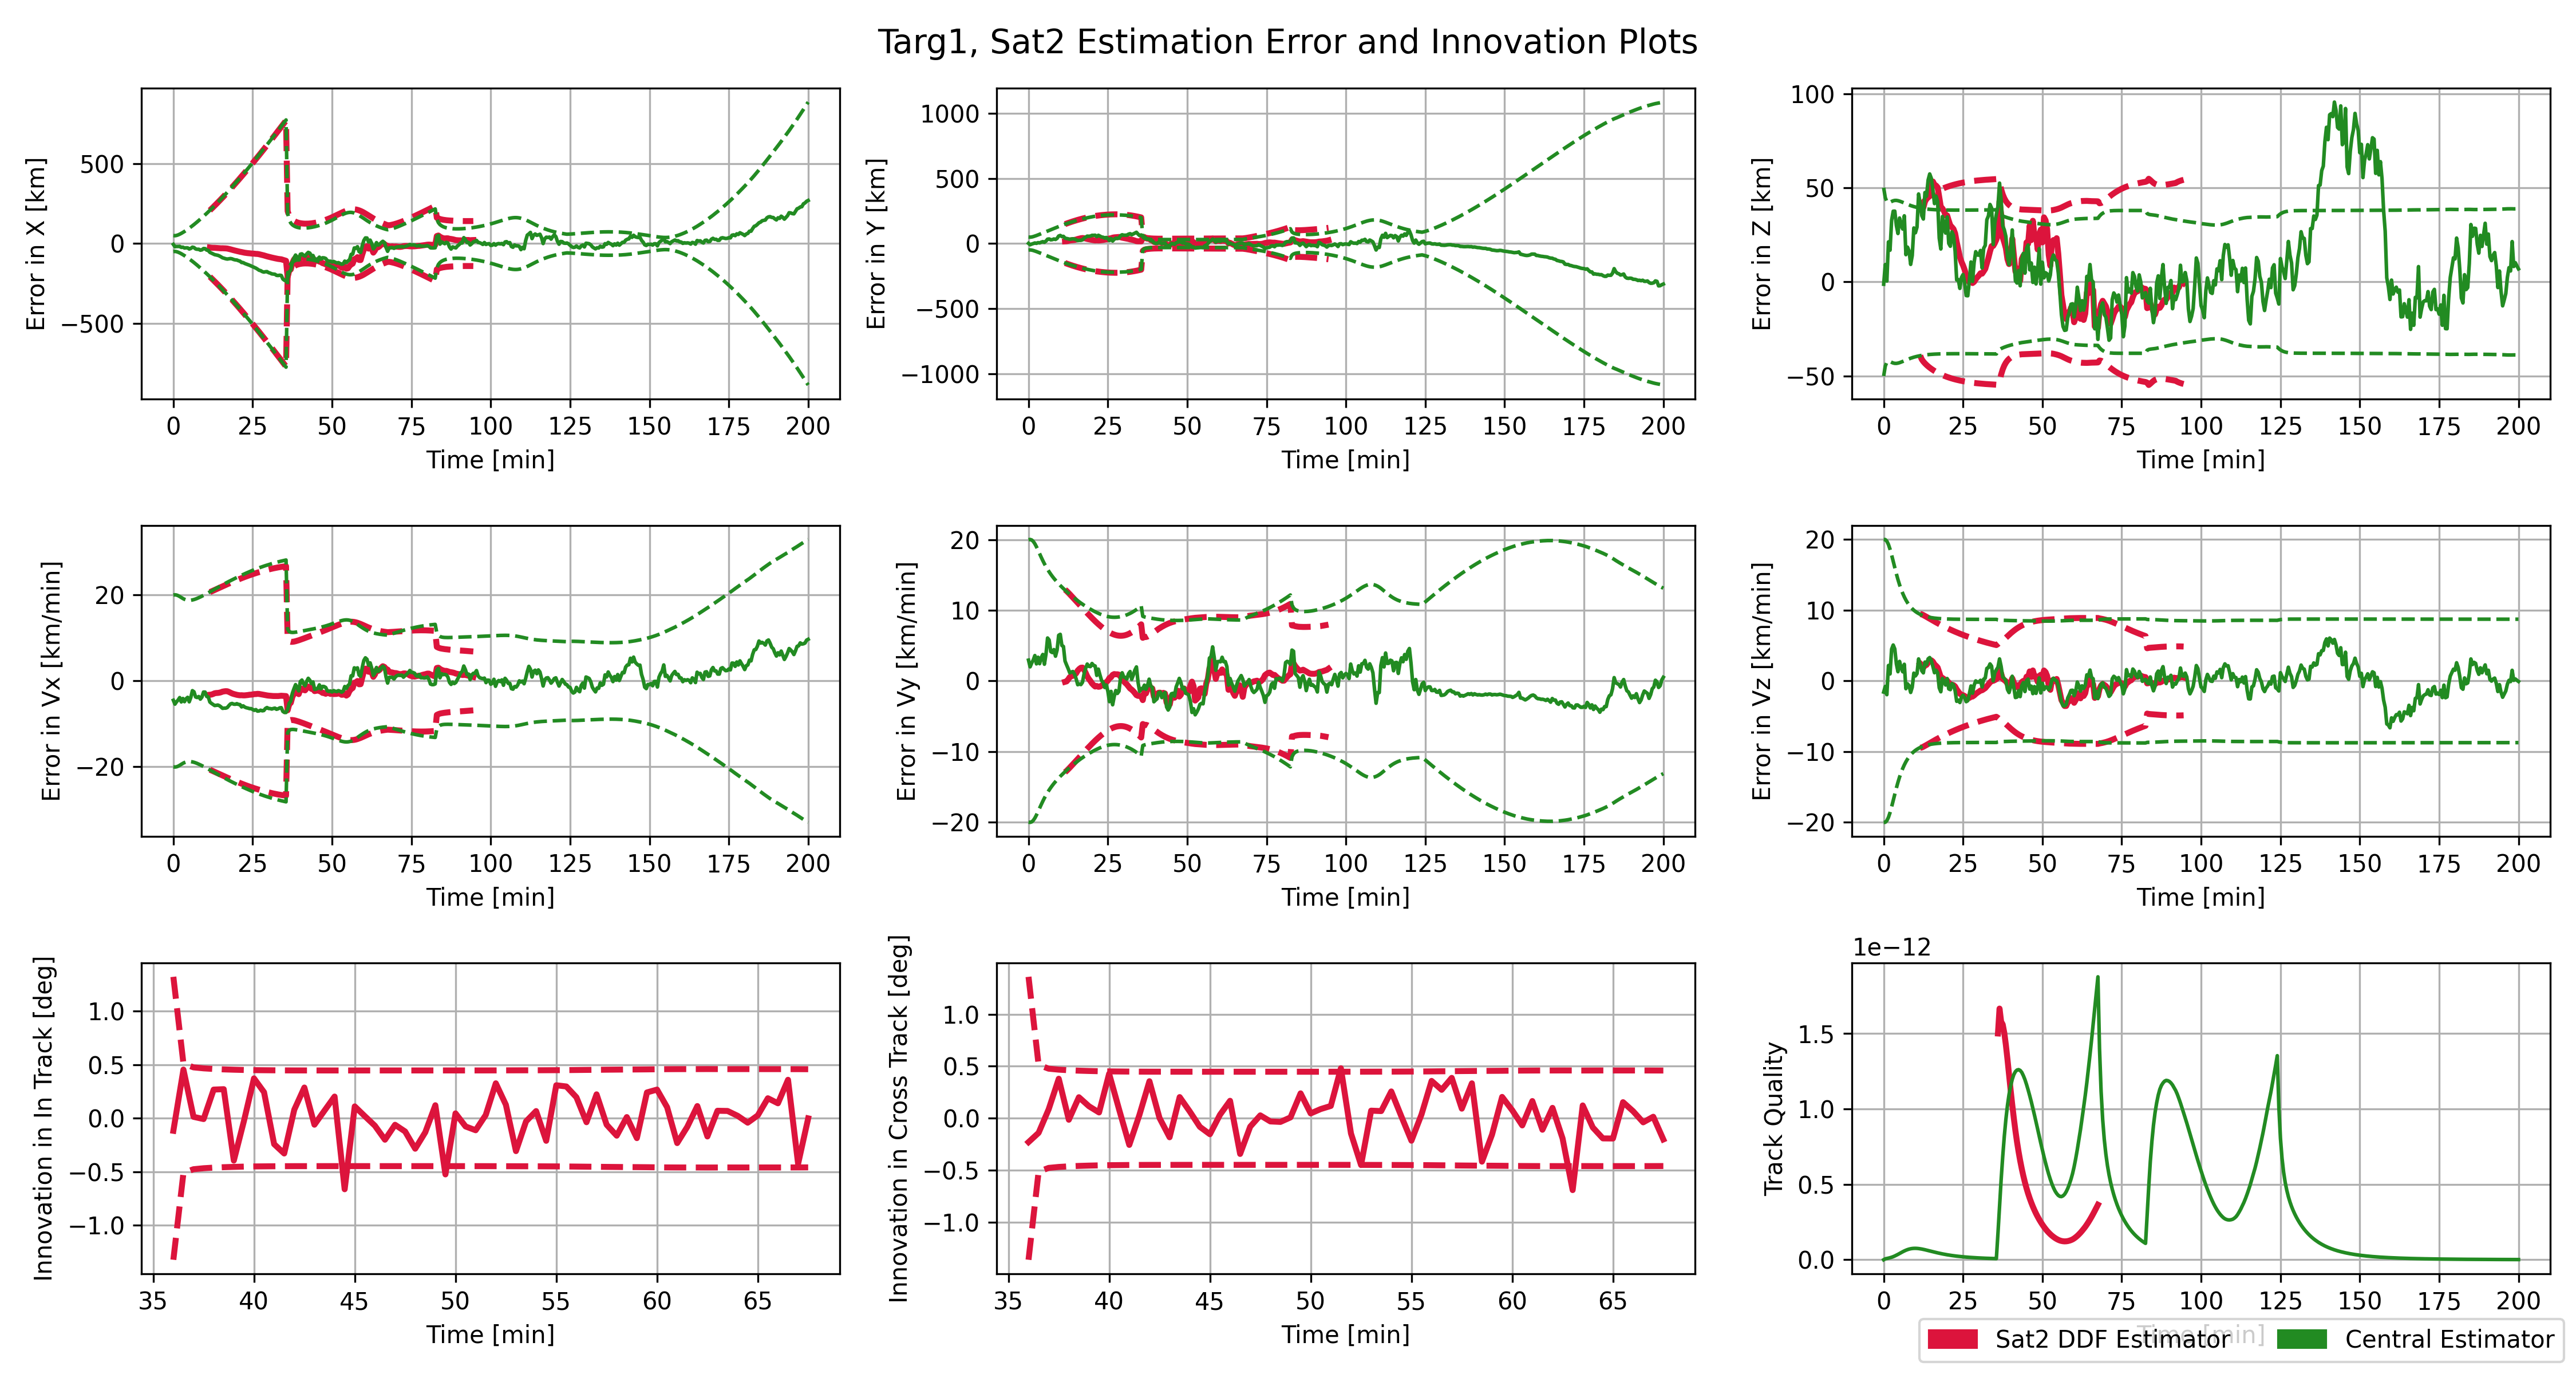 Targ1, Sat2 Estimation Error and Innovation Plots
Error in X [km]
500
0
−500
0 25 50 75 100 125 150 175 200
Time [min]
Error in Y [km]
1000
500
0
−500
−1000
0 25 50 75 100 125 150 175 200
Time [min]
Error in Z [km]
100
50
0
−50
0 25 50 75 100 125 150 175 200
Time [min]
Error in Vx [km/min]
20
0
−20
0 25 50 75 100 125 150 175 200
Time [min]
Error in Vy [km/min]
20
10
0
−10
−20
0 25 50 75 100 125 150 175 200
Time [min]
Error in Vz [km/min]
20
10
0
−10
−20
0 25 50 75 100 125 150 175 200
Time [min]
Innovation in In Track [deg]
1.0
0.5
0.0
−0.5
−1.0
35 40 45 50 55 60 65
Time [min]
Innovation in Cross Track [deg]
1.0
0.5
0.0
−0.5
−1.0
35 40 45 50 55 60 65
Time [min]
1e−12
Track Quality
1.5
1.0
0.5
0.0
0 25 50 75 100 125 150 175 200
Time [min]
Sat2 DDF Estimator
Central Estimator